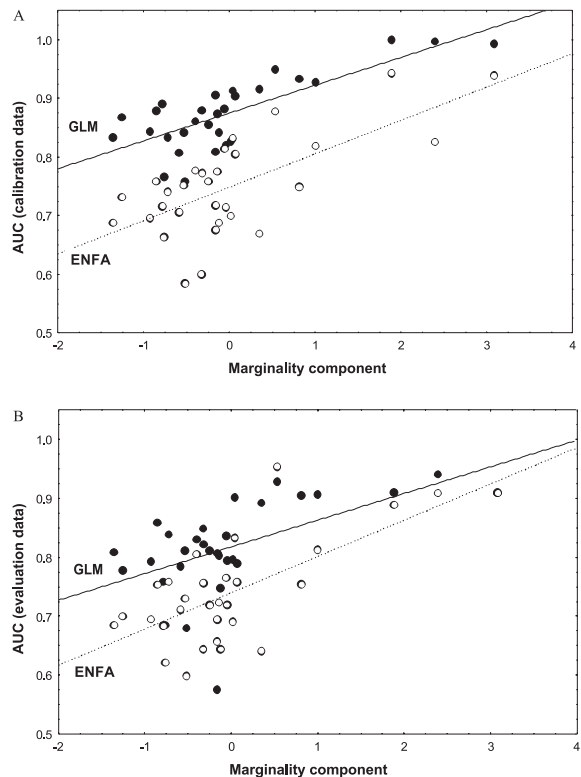 A
1.0
0.9
0.8
0.7
0.6
0.5
AUC (calibration data)
GLM
ENFA
-2 -1 0 1 2 3 4
Marginality component
B
1.0
0.9
0.8
0.7
0.6
0.5
AUC (evaluation data)
GLM
ENFA
-2 -1 0 1 2 3 4
Marginality component